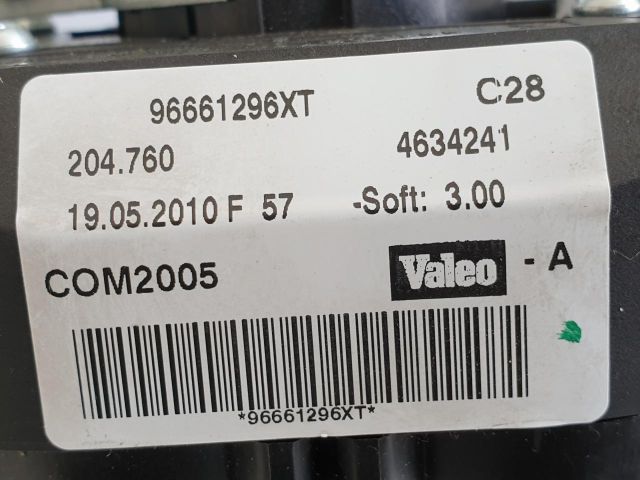 96661296XT C28
204.760 4634241
19.05.2010 F 57 -Soft: 3.00
COM2005 Valeo - A
*96661296XT*